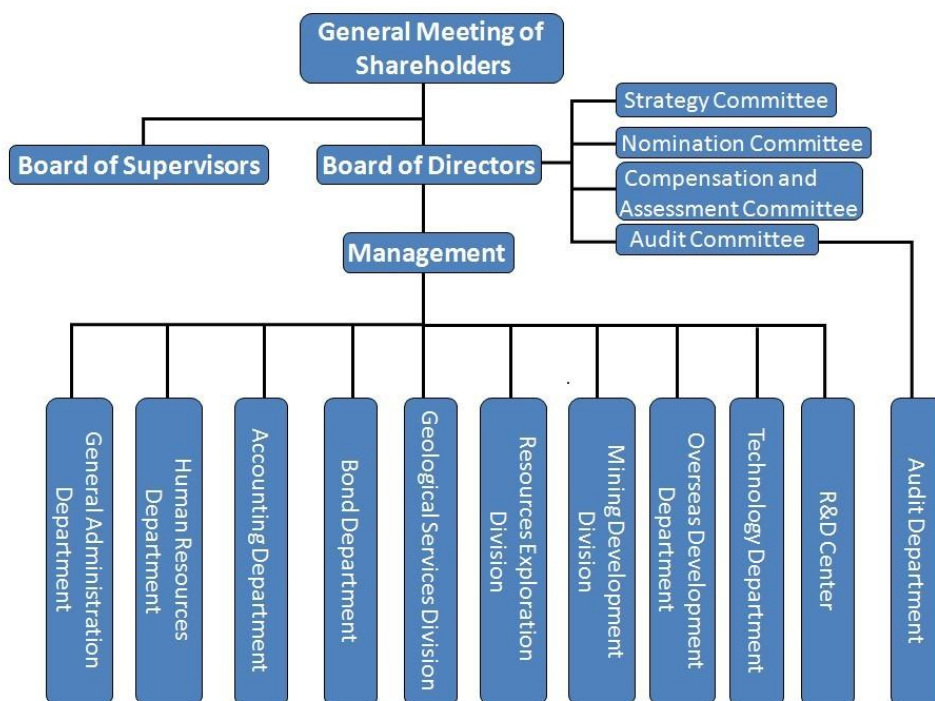 General Meeting of
Shareholders
Strategy Committee
Board of Supervisors
Board of Directors
Nomination Committee
Compensation and
Assessment Committee
Management
Audit Committee
General Administration
Department
Human Resources
Department
Accounting Department
Bond Department
Geological Services Division
Resources Exploration
Division
Mining Development
Division
Overseas Development
Department
Technology Department
R&D Center
Audit Department